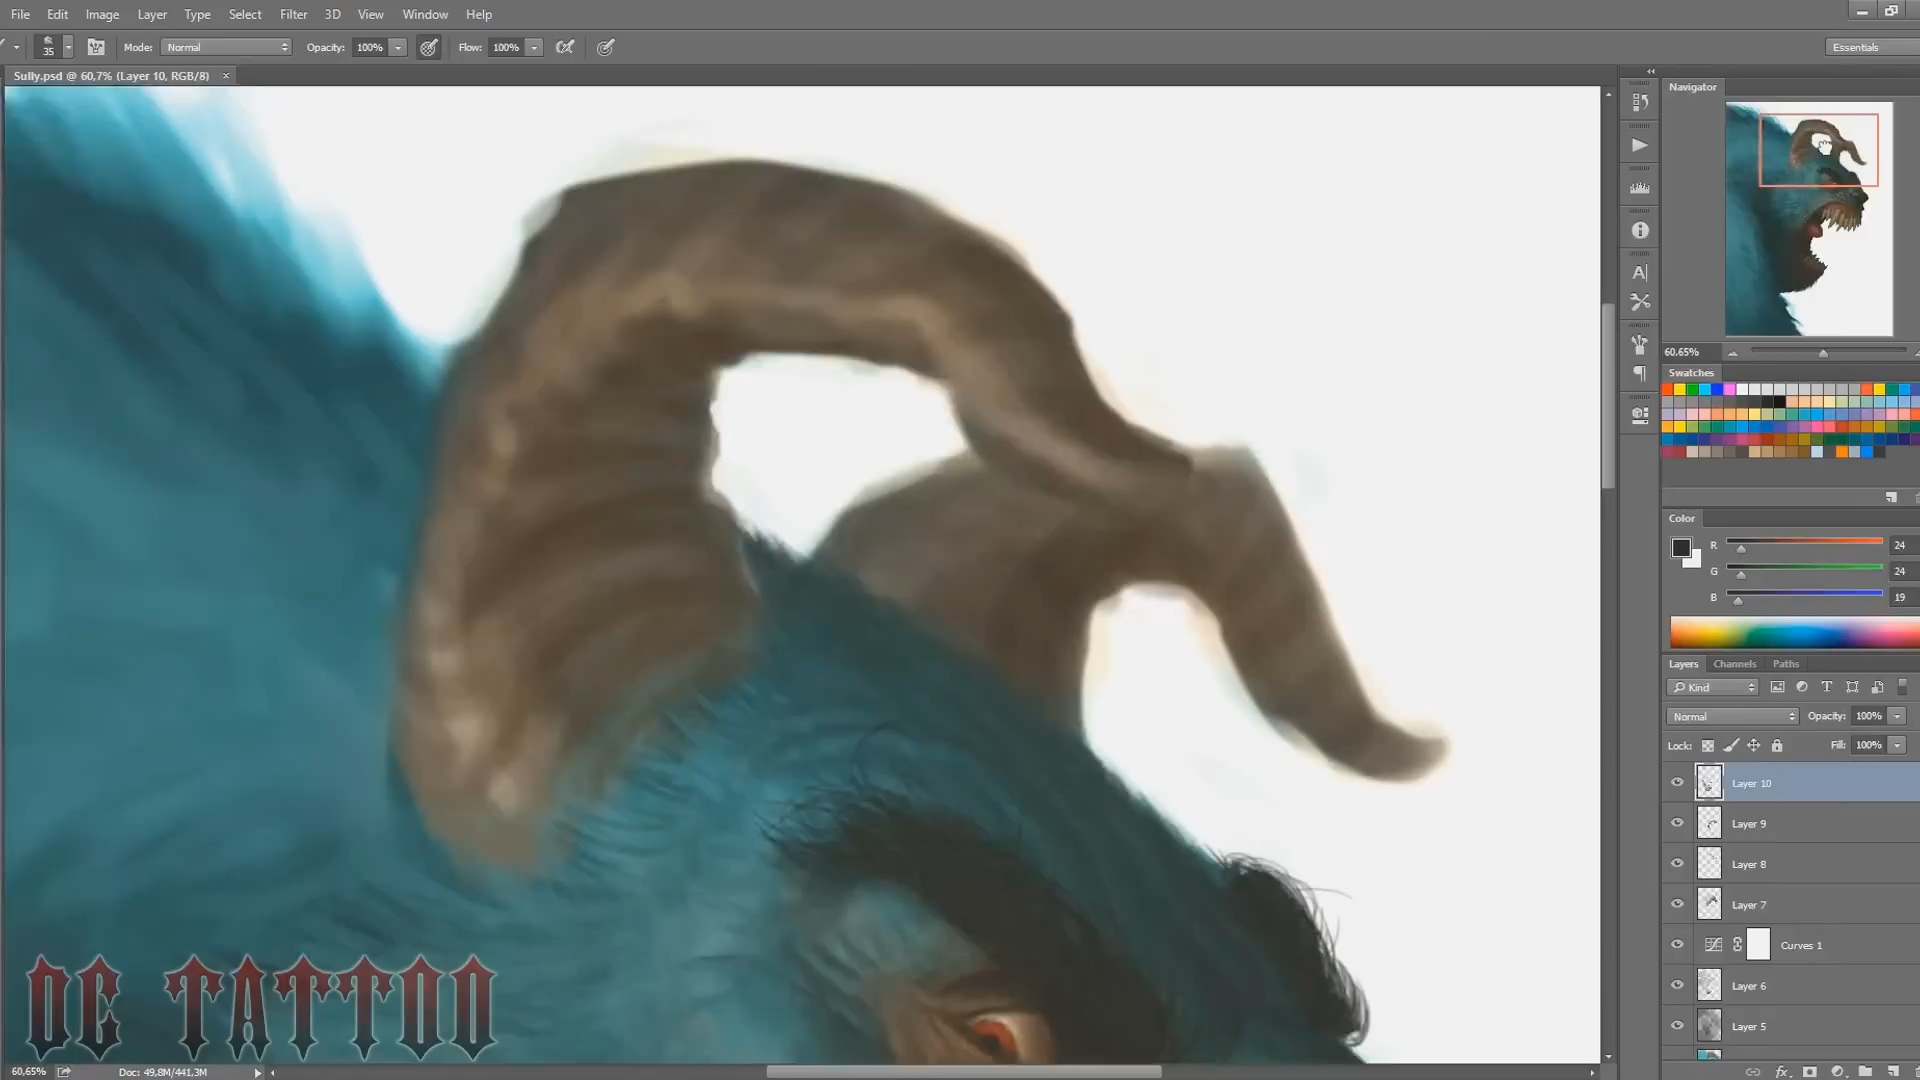 File Edit Image Layer Type Select Filter 3D View Window Help
35 Mode: Normal Opacity: 100% Flow: 100% Essentials
Sully.psd @ 60,7% (Layer 10, RGB/8) ×
Navigator
60,65%
Swatches
Color
R 24
G 24
B 19
Layers Channels Paths
Kind
Normal Opacity: 100%
Lock: Fill: 100%
Layer 10
Layer 9
Layer 8
Layer 7
Curves 1
Layer 6
Layer 5
DE TATTOO
60,65% Doc: 49,8M/441,3M